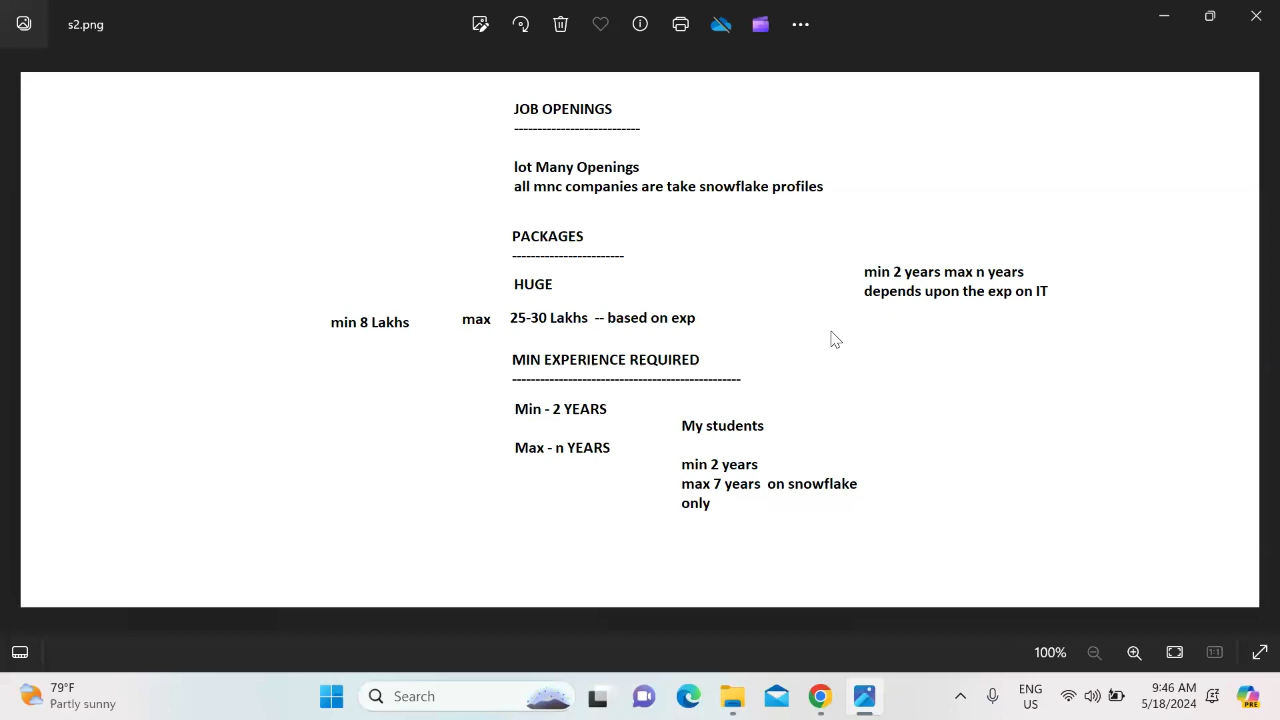 s2.png
JOB OPENINGS
---------------------------
lot Many Openings
all mnc companies are take snowflake profiles
PACKAGES
------------------------
HUGE
min 2 years max n years
depends upon the exp on IT
min 8 Lakhs max 25-30 Lakhs -- based on exp
MIN EXPERIENCE REQUIRED
-------------------------------------------------
Min - 2 YEARS
My students
Max - n YEARS
min 2 years
max 7 years on snowflake
only
100%
1:1
79°F
Partly sunny
Search
ENG
US
9:46 AM
5/18/2024
PRE